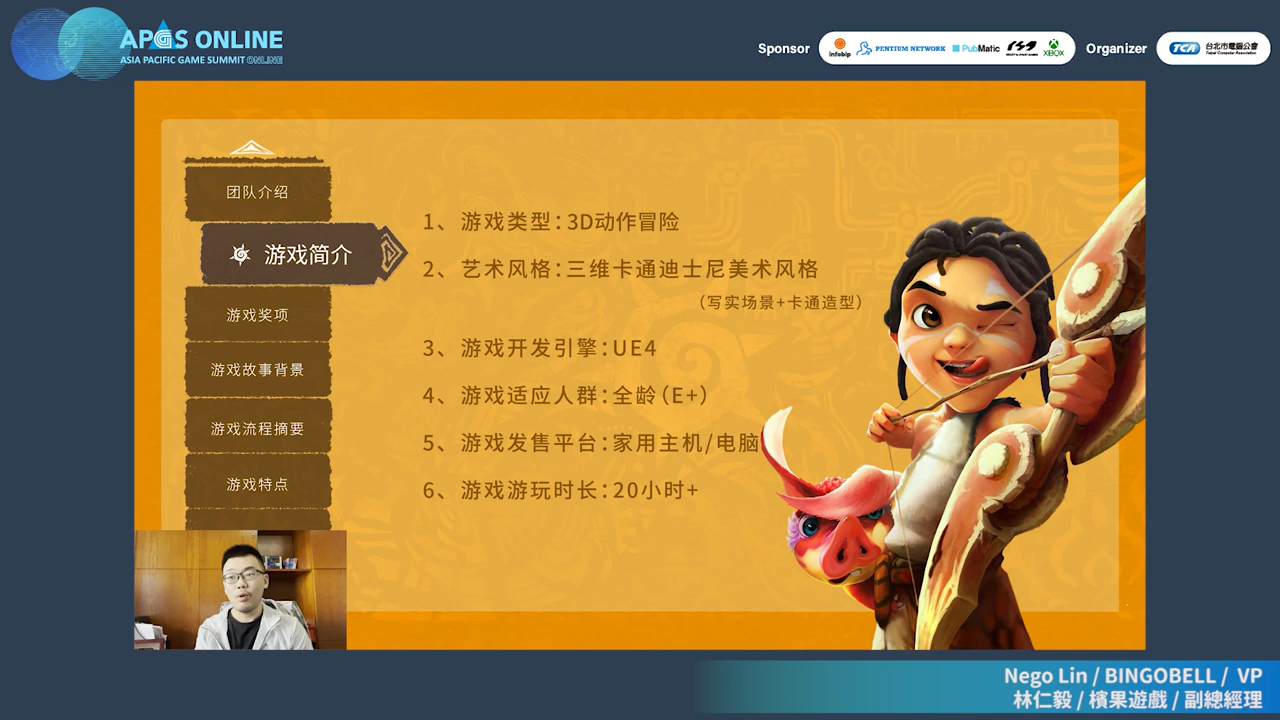 APGS ONLINE
ASIA PACIFIC GAME SUMMIT ONLINE
Sponsor
infobip
PENTIUM NETWORK
PubMatic
XBOX
Organizer
TCA
台北市電腦公會
Taipei Computer Association
团队介绍
游戏简介
游戏奖项
游戏故事背景
游戏流程摘要
游戏特点
1、游戏类型：3D动作冒险
2、艺术风格：三维卡通迪士尼美术风格
（写实场景+卡通造型）
3、游戏开发引擎：UE4
4、游戏适应人群：全龄（E+）
5、游戏发售平台：家用主机/电脑
6、游戏游玩时长：20小时+
Nego Lin / BINGOBELL / VP
林仁毅 / 檳果遊戲 / 副總經理